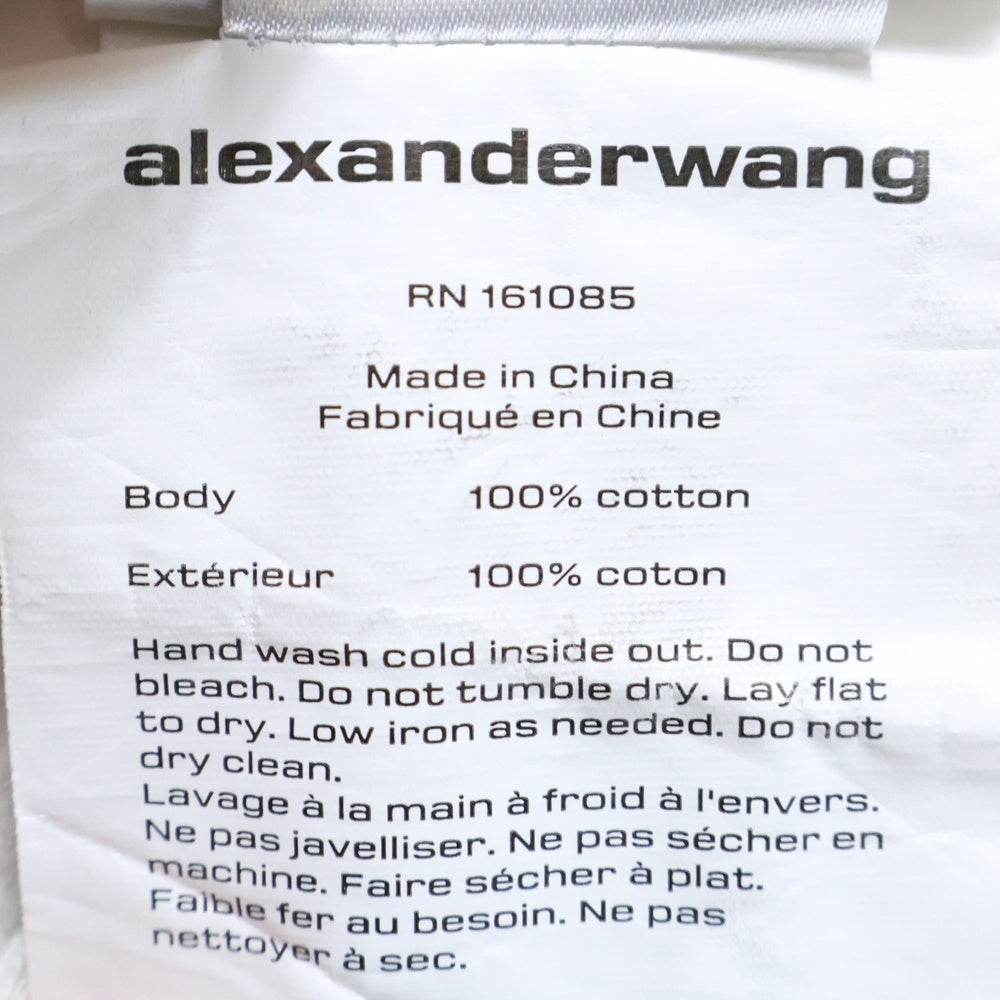 alexanderwang
RN 161085
Made in China
Fabriqué en Chine
Body 100% cotton
Extérieur 100% coton
Hand wash cold inside out. Do not
bleach. Do not tumble dry. Lay flat
to dry. Low iron as needed. Do not
dry clean.
Lavage à la main à froid à l'envers.
Ne pas javelliser. Ne pas sécher en
machine. Faire sécher à plat.
Faible fer au besoin. Ne pas
nettoyer à sec.